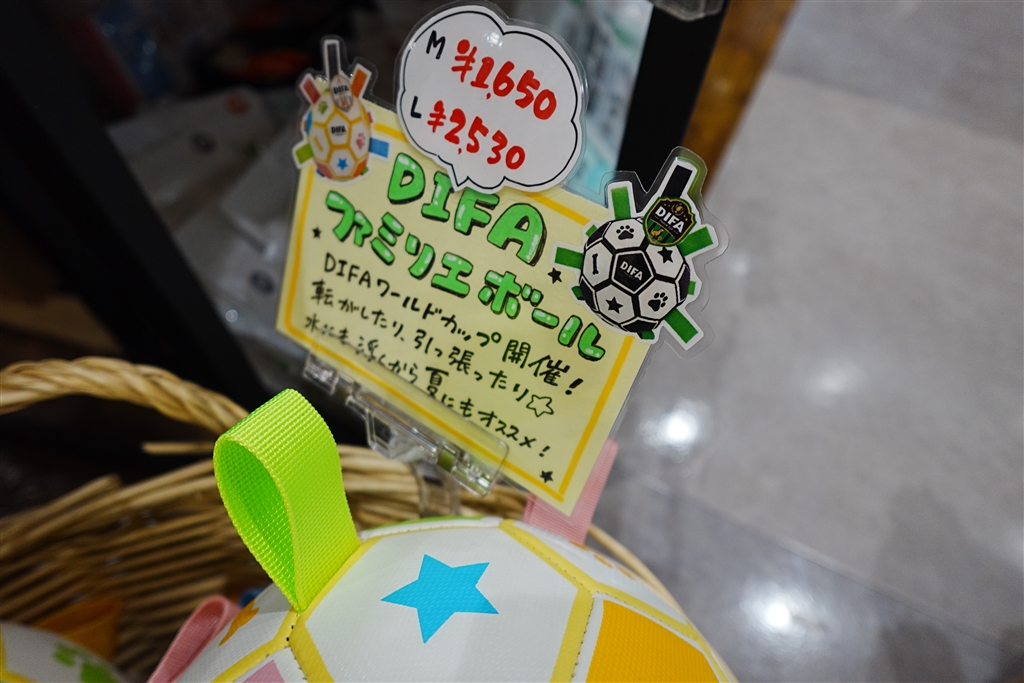 M ¥1,650
L ¥2,530
DIFA
DIFA
ファミリエボール
DIFAワールドカップ開催!
転がしたり、引っ張ったり☆
水にも浮くから夏にもオススメ!
DIFA
1 DIFA